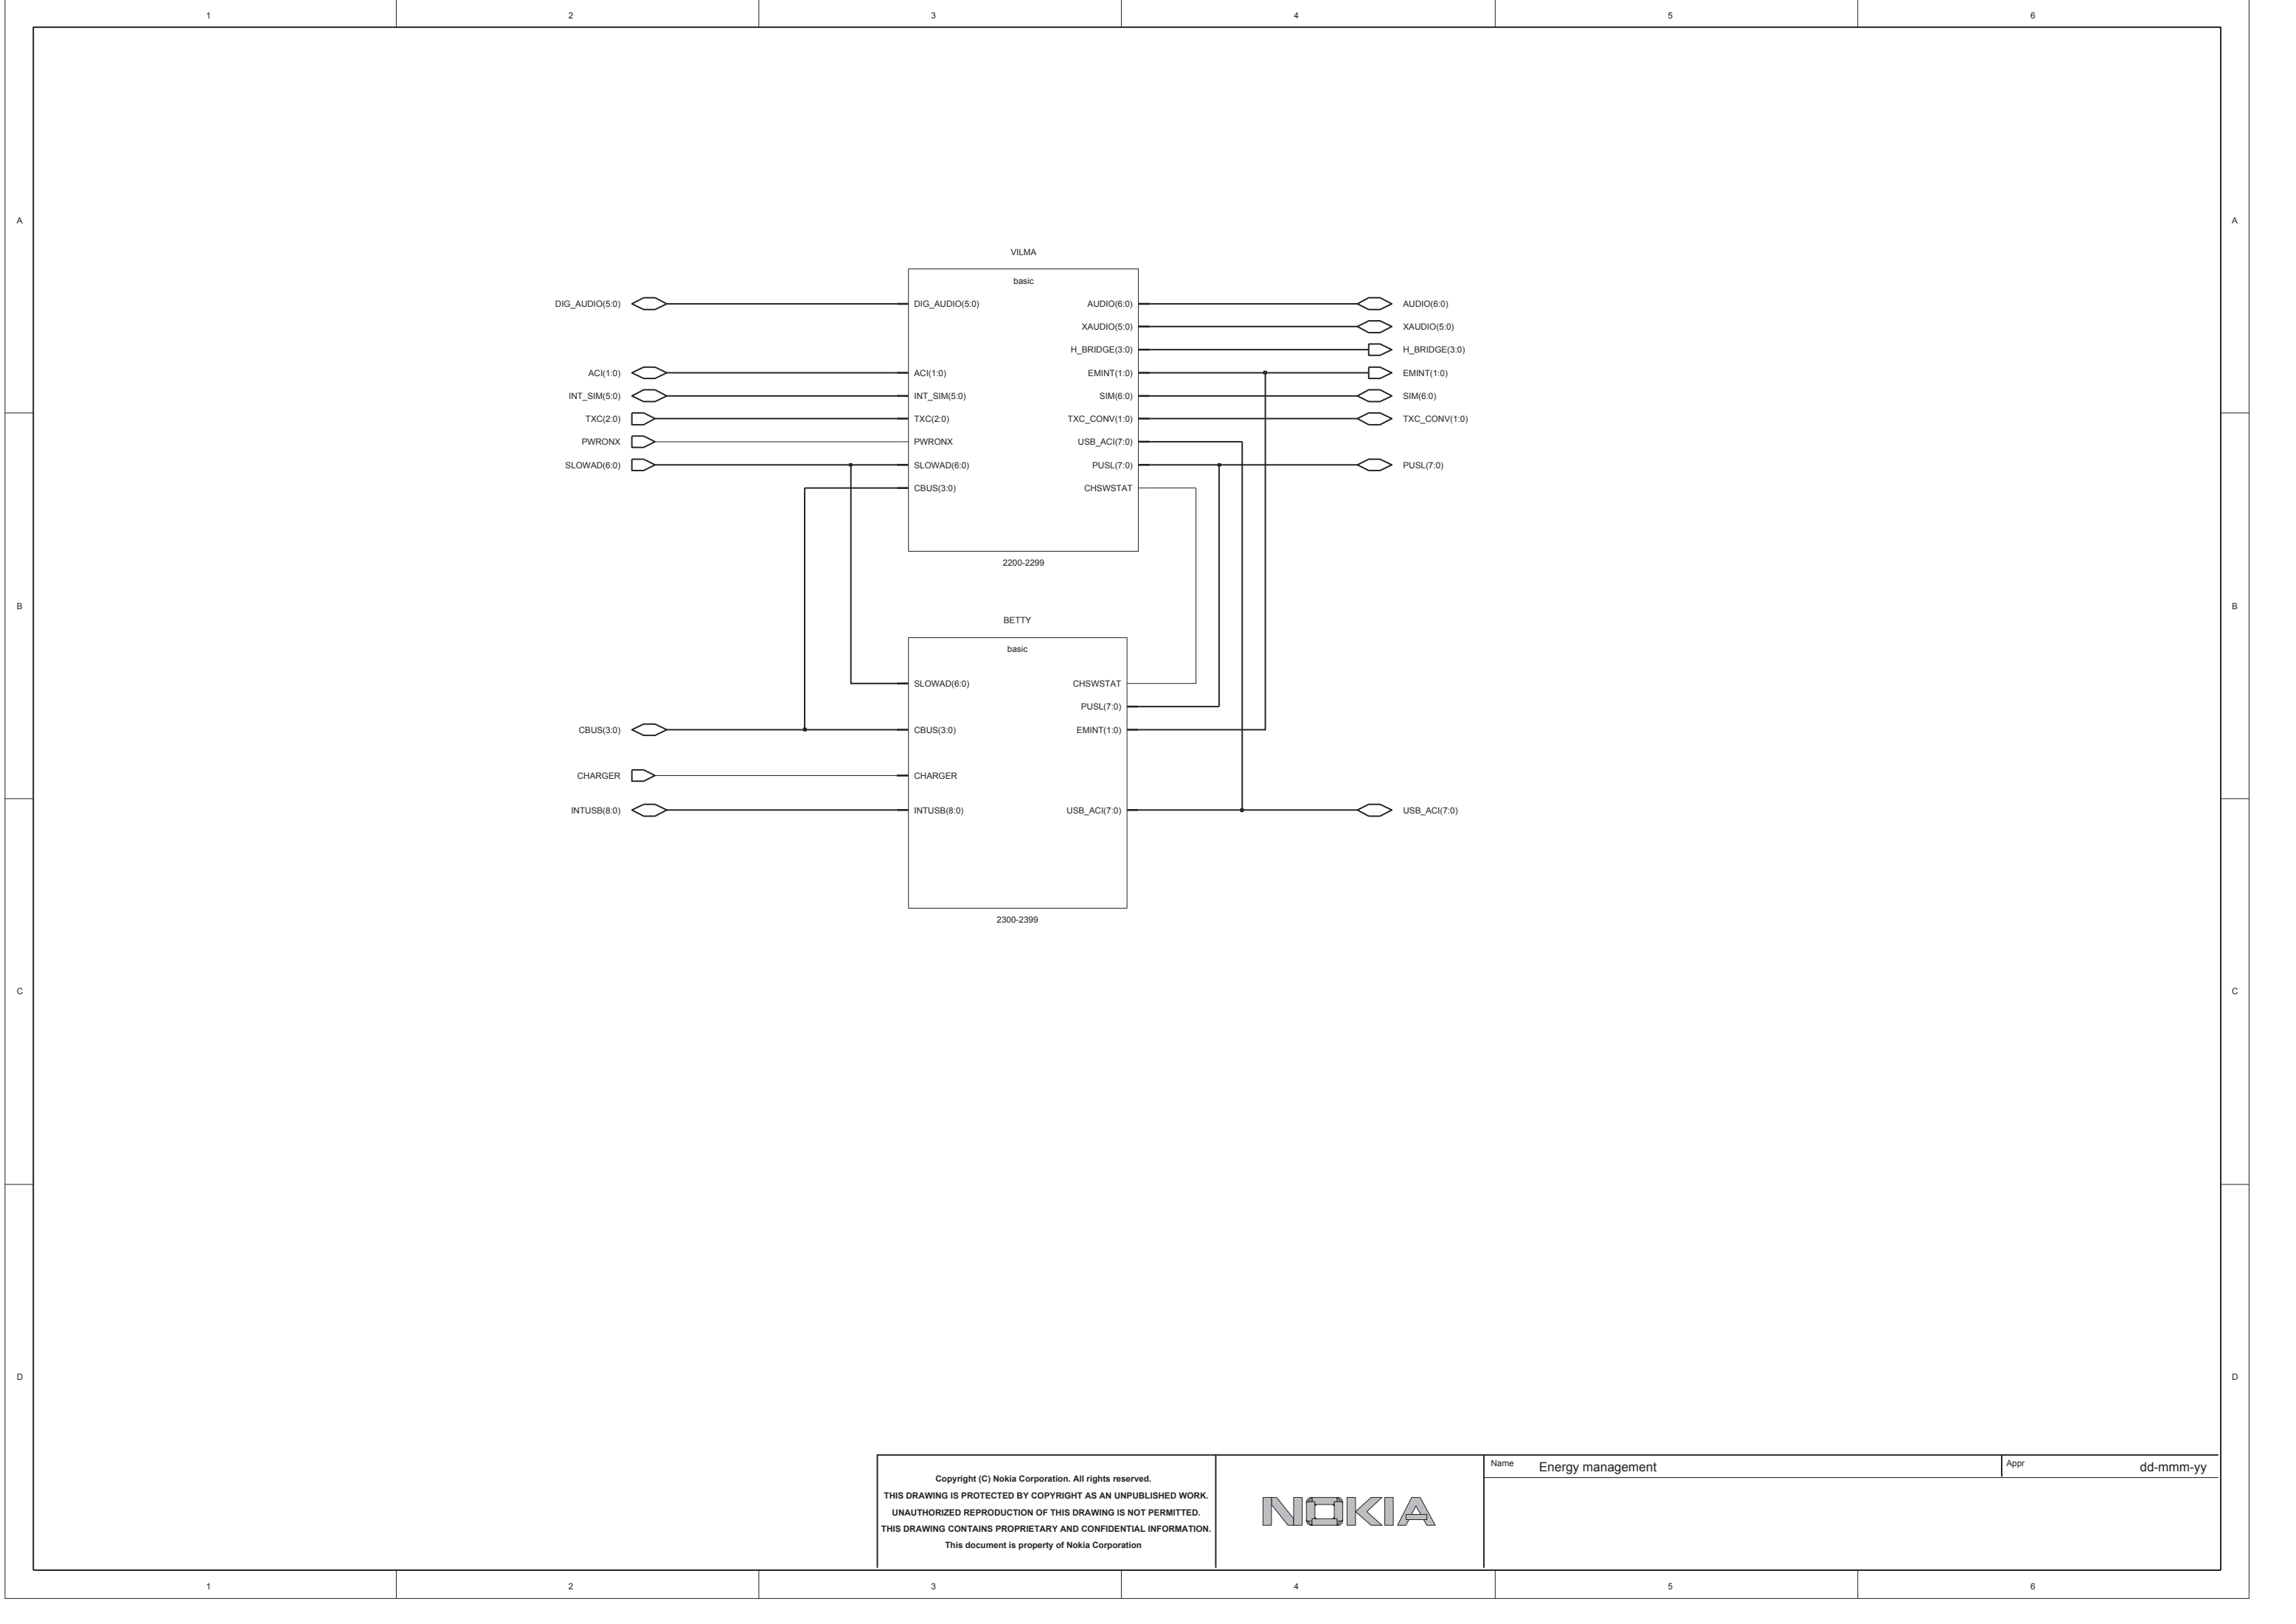 1 2 3 4 5 6
A A
VILMA
basic
DIG_AUDIO(5:0) DIG_AUDIO(5:0) AUDIO(6:0) AUDIO(6:0)
XAUDIO(5:0) XAUDIO(5:0)
H_BRIDGE(3:0) H_BRIDGE(3:0)
ACI(1:0) ACI(1:0) EMINT(1:0) EMINT(1:0)
INT_SIM(5:0) INT_SIM(5:0) SIM(6:0) SIM(6:0)
TXC(2:0) TXC(2:0) TXC_CONV(1:0) TXC_CONV(1:0)
PWRONX PWRONX USB_ACI(7:0)
SLOWAD(6:0) SLOWAD(6:0) PUSL(7:0) PUSL(7:0)
CBUS(3:0) CHSWSTAT
2200-2299
B B
BETTY
basic
SLOWAD(6:0) CHSWSTAT
PUSL(7:0)
CBUS(3:0) CBUS(3:0) EMINT(1:0)
CHARGER CHARGER
INTUSB(8:0) INTUSB(8:0) USB_ACI(7:0) USB_ACI(7:0)
2300-2399
C C
D D
Copyright (C) Nokia Corporation. All rights reserved.
THIS DRAWING IS PROTECTED BY COPYRIGHT AS AN UNPUBLISHED WORK.
UNAUTHORIZED REPRODUCTION OF THIS DRAWING IS NOT PERMITTED.
THIS DRAWING CONTAINS PROPRIETARY AND CONFIDENTIAL INFORMATION.
This document is property of Nokia Corporation
NOKIA
Name Energy management Appr dd-mmm-yy
1 2 3 4 5 6